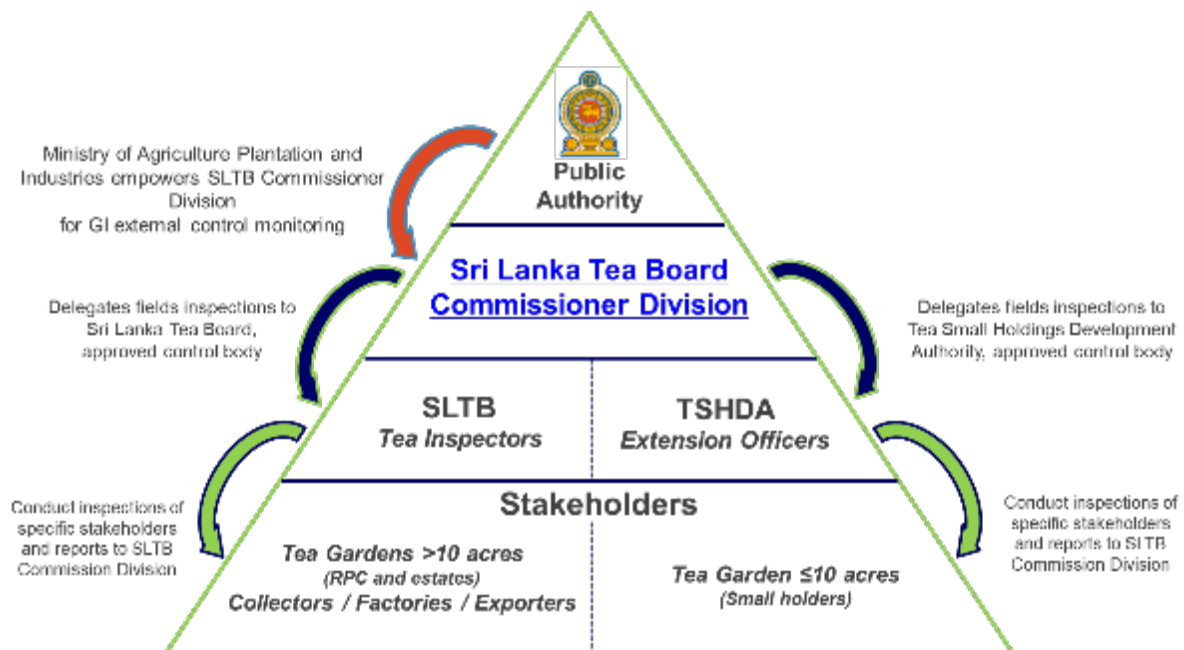 Public
Authority
Ministry of Agriculture Plantation and
Industries empowers SLTB Commissioner
Division
for GI external control monitoring
Sri Lanka Tea Board
Commissioner Division
Delegates fields inspections to
Sri Lanka Tea Board,
approved control body
Delegates fields inspections to
Tea Small Holdings Development
Authority, approved control body
SLTB
Tea Inspectors
TSHDA
Extension Officers
Stakeholders
Conduct inspections of
specific stakeholders
and reports to SLTB
Commission Division
Tea Gardens >10 acres
(RPC and estates)
Collectors / Factories / Exporters
Tea Garden ≤10 acres
(Small holders)
Conduct inspections of
specific stakeholders
and reports to SLTB
Commission Division